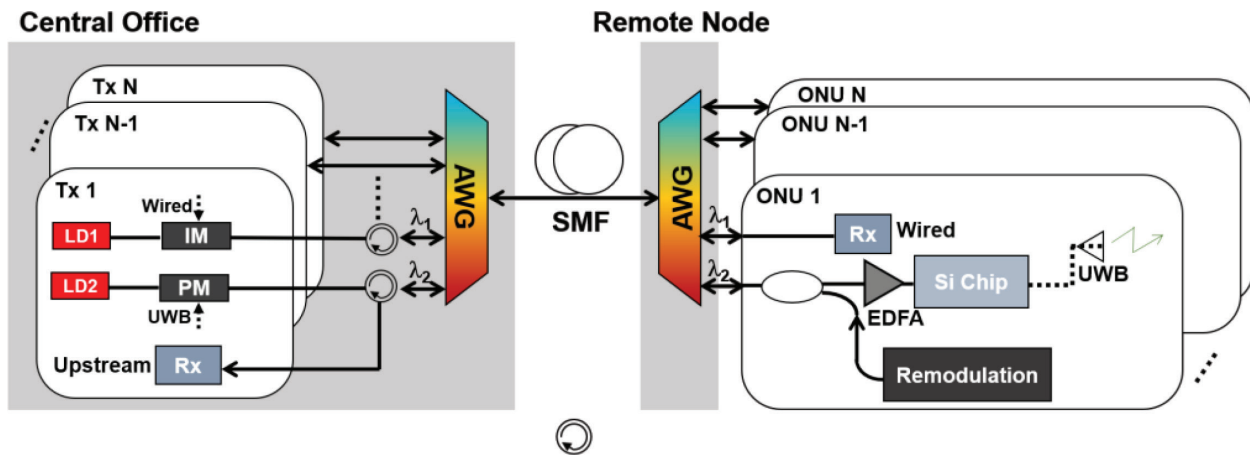 Central Office
Remote Node
Tx N
Tx N-1
Tx 1
Wired
LD1
IM
LD2
PM
UWB
Upstream
Rx
AWG
λ1
λ2
SMF
AWG
λ1
λ2
ONU N
ONU N-1
ONU 1
Rx
Wired
EDFA
Si Chip
UWB
Remodulation